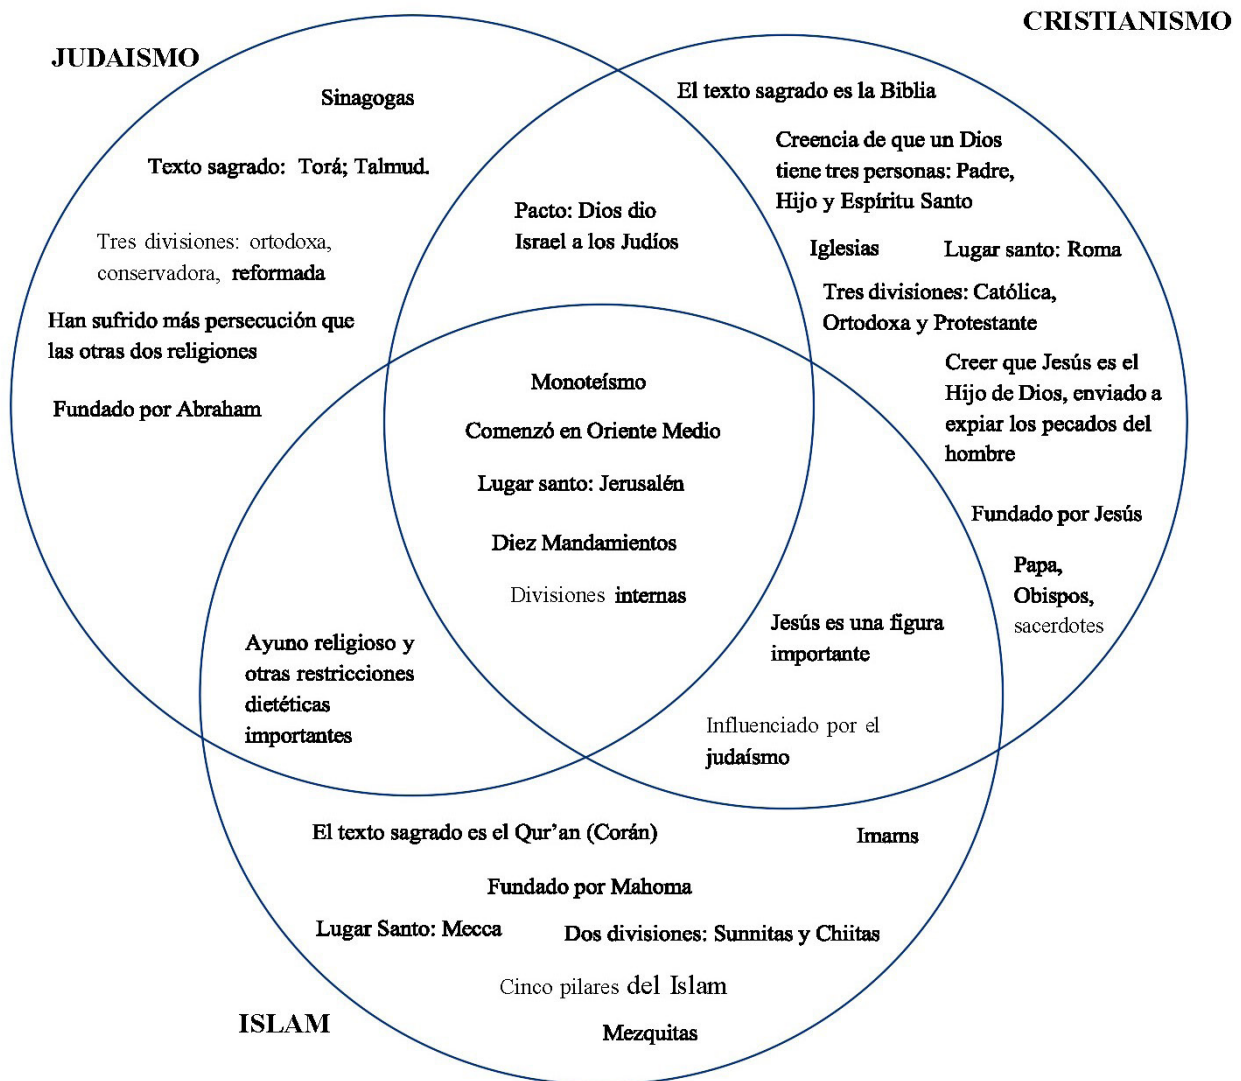 CRISTIANISMO
JUDAISMO
Sinagogas
Texto sagrado: Torá; Talmud.
Tres divisiones: ortodoxa,
conservadora, reformada
Han sufrido más persecución que
las otras dos religiones
Fundado por Abraham
Pacto: Dios dio
Israel a los Judíos
El texto sagrado es la Biblia
Creencia de que un Dios
tiene tres personas: Padre,
Hijo y Espíritu Santo
Iglesias
Lugar santo: Roma
Tres divisiones: Católica,
Ortodoxa y Protestante
Creer que Jesús es el
Hijo de Dios, enviado a
expiar los pecados del
hombre
Fundado por Jesús
Papa,
Obispos,
sacerdotes
Monoteísmo
Comenzó en Oriente Medio
Lugar santo: Jerusalén
Diez Mandamientos
Divisiones internas
Ayuno religioso y
otras restricciones
dietéticas
importantes
Jesús es una figura
importante
Influenciado por el
judaísmo
El texto sagrado es el Qur’an (Corán)
Imams
Fundado por Mahoma
Lugar Santo: Mecca
Dos divisiones: Sunnitas y Chiitas
Cinco pilares del Islam
ISLAM
Mezquitas